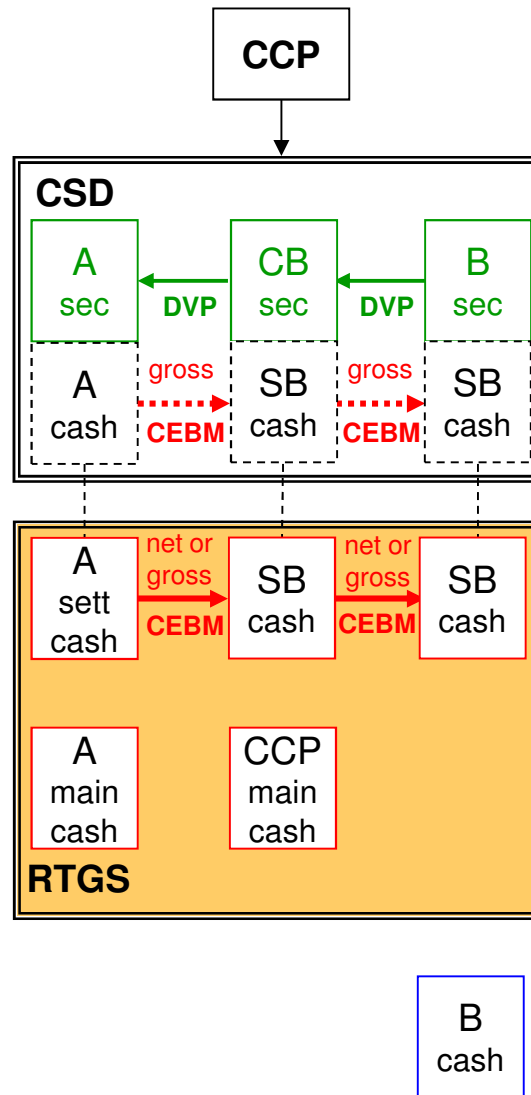 CCP
CSD
A
sec
DVP
CB
sec
DVP
B
sec
A
cash
gross
CEBM
SB
cash
gross
CEBM
SB
cash
A
sett
cash
net or
gross
CEBM
SB
cash
net or
gross
CEBM
SB
cash
A
main
cash
CCP
main
cash
RTGS
B
cash